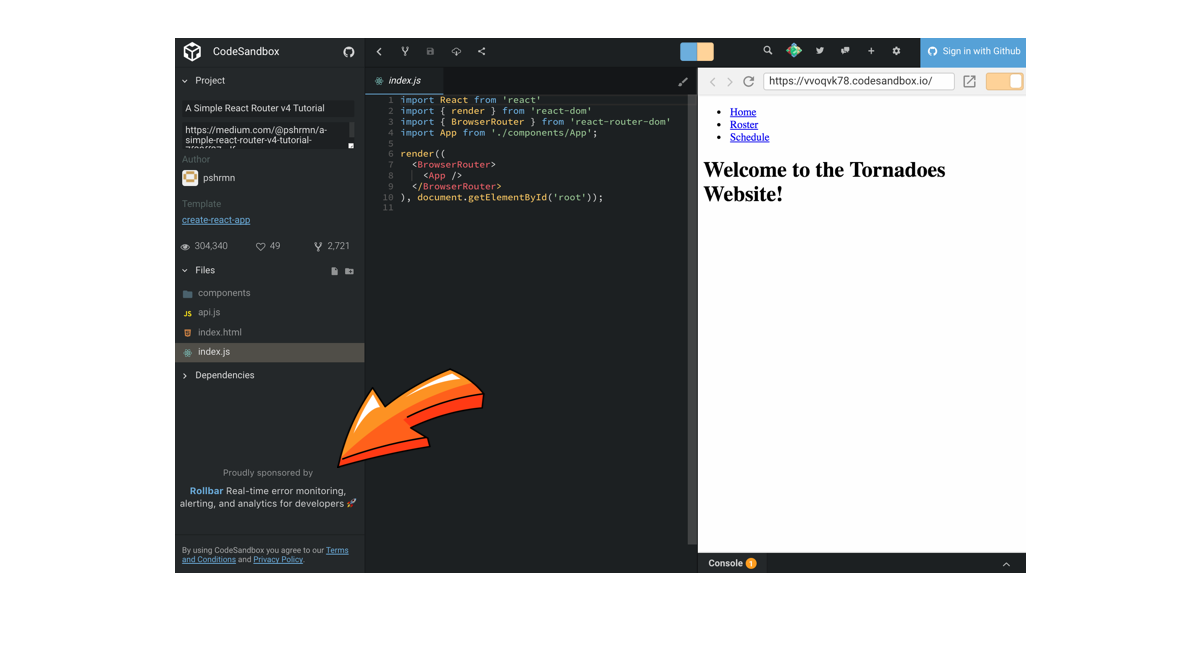 CodeSandbox
Sign in with Github
Project
A Simple React Router v4 Tutorial
https://medium.com/@pshrmn/a-
simple-react-router-v4-tutorial-
Author
pshrmn
Template
create-react-app
304,340 49 2,721
Files
components
JS api.js
index.html
index.js
Dependencies
Proudly sponsored by
Rollbar Real-time error monitoring,
alerting, and analytics for developers 🚀
By using CodeSandbox you agree to our Terms
and Conditions and Privacy Policy.
index.js
1 import React from 'react'
2 import { render } from 'react-dom'
3 import { BrowserRouter } from 'react-router-dom'
4 import App from './components/App';
5
6 render((
7 <BrowserRouter>
8 <App />
9 </BrowserRouter>
10 ), document.getElementById('root'));
11
https://vvoqvk78.codesandbox.io/
Home
Roster
Schedule
Welcome to the Tornadoes
Website!
Console 1